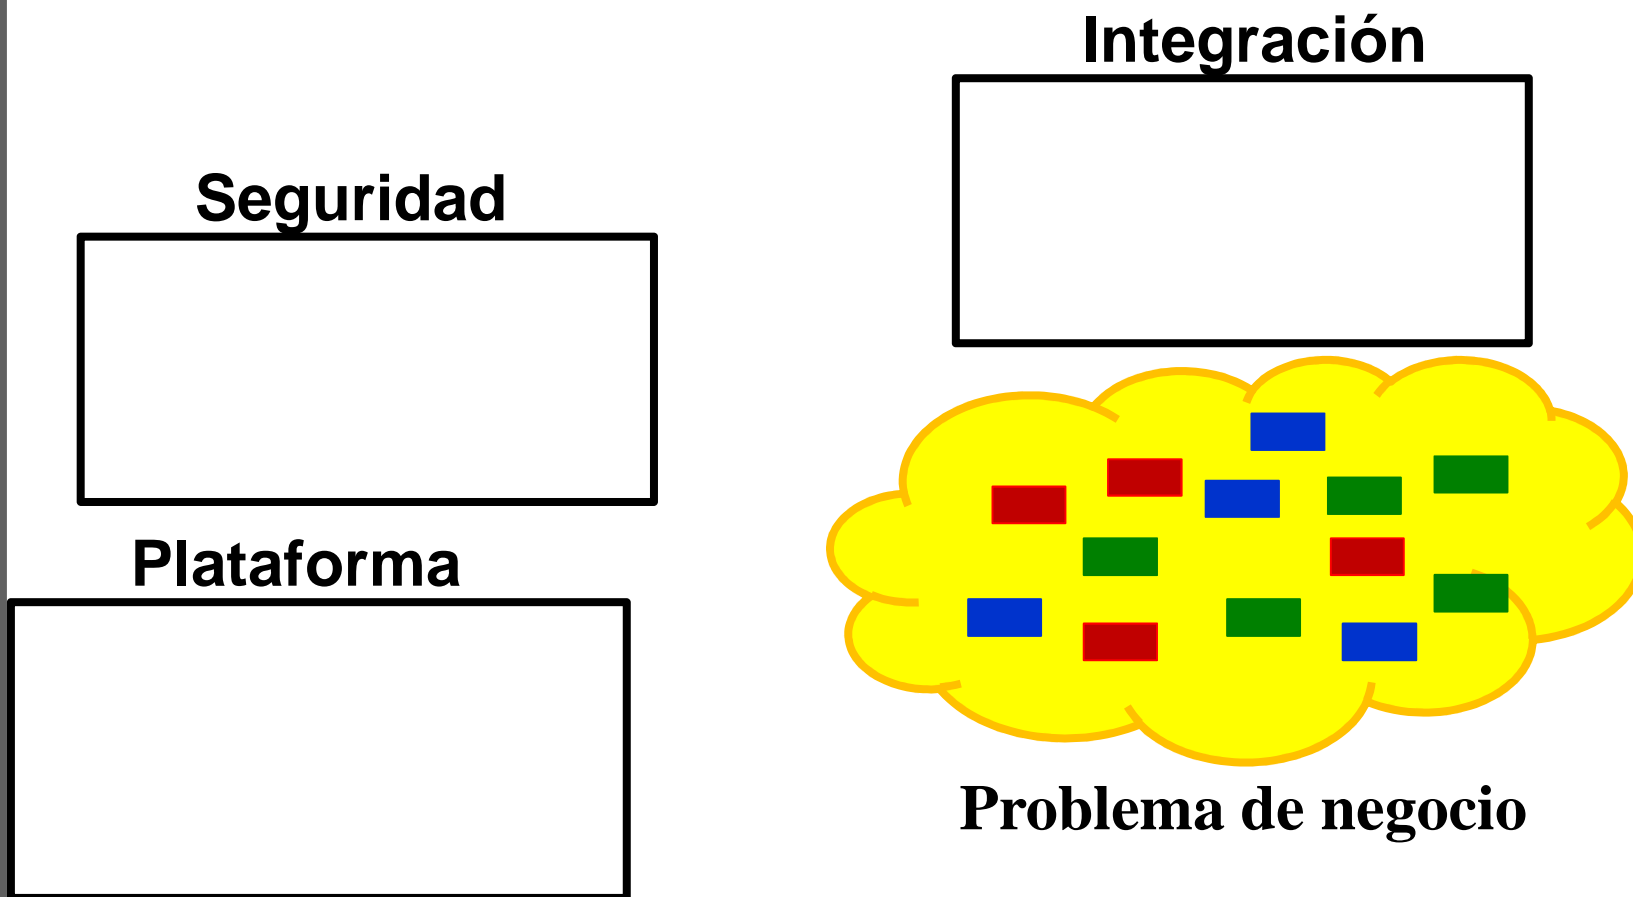 Integración
Seguridad
Plataforma
Problema de negocio